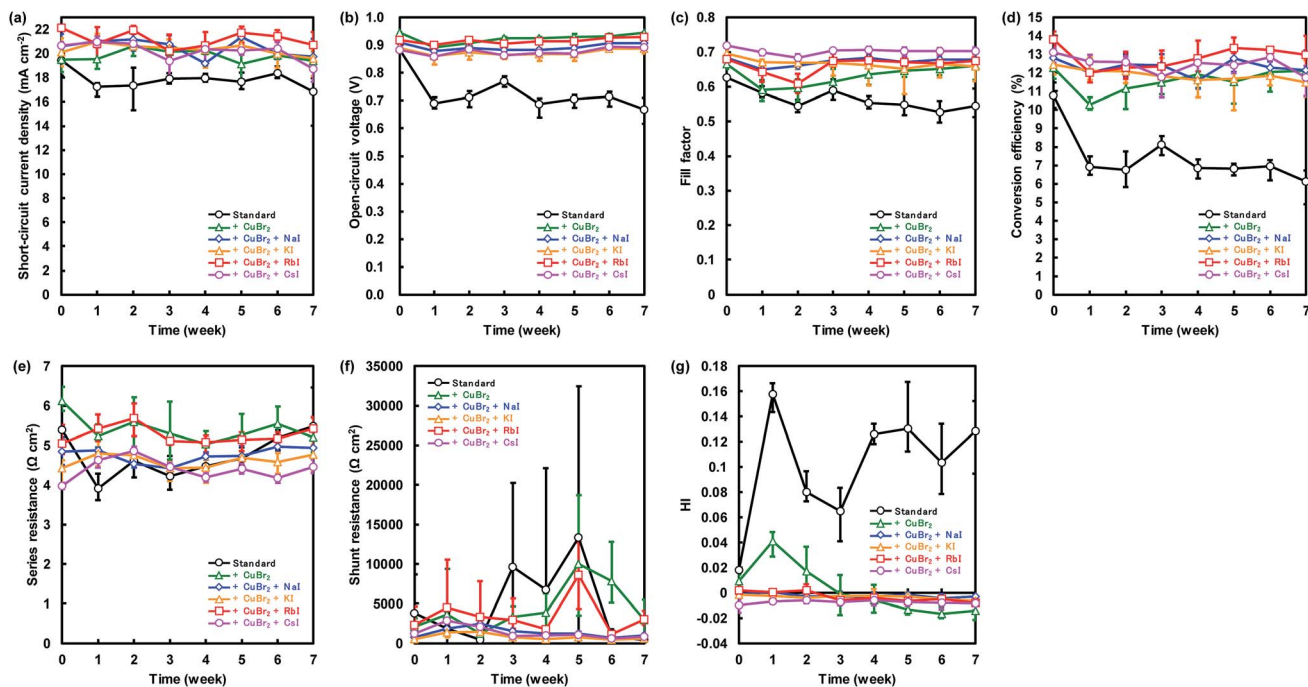 (a)
Short-circuit current density (mA cm⁻²)
22
20
18
16
14
12
10
8
6
4
2
0
Standard
+ CuBr₂
+ CuBr₂ + NaI
+ CuBr₂ + KI
+ CuBr₂ + RbI
+ CuBr₂ + CsI
0 1 2 3 4 5 6 7
Time (week)
(b)
Open-circuit voltage (V)
1.0
0.9
0.8
0.7
0.6
0.5
0.4
0.3
0.2
0.1
0.0
Standard
+ CuBr₂
+ CuBr₂ + NaI
+ CuBr₂ + KI
+ CuBr₂ + RbI
+ CuBr₂ + CsI
0 1 2 3 4 5 6 7
Time (week)
(c)
Fill factor
0.8
0.7
0.6
0.5
0.4
0.3
0.2
0.1
0
Standard
+ CuBr₂
+ CuBr₂ + NaI
+ CuBr₂ + KI
+ CuBr₂ + RbI
+ CuBr₂ + CsI
0 1 2 3 4 5 6 7
Time (week)
(d)
Conversion efficiency (%)
15
14
13
12
11
10
9
8
7
6
5
4
3
2
1
0
Standard
+ CuBr₂
+ CuBr₂ + NaI
+ CuBr₂ + KI
+ CuBr₂ + RbI
+ CuBr₂ + CsI
0 1 2 3 4 5 6 7
Time (week)
(e)
Series resistance (Ω cm²)
7
6
5
4
3
2
1
0
Standard
+ CuBr₂
+ CuBr₂ + NaI
+ CuBr₂ + KI
+ CuBr₂ + RbI
+ CuBr₂ + CsI
0 1 2 3 4 5 6 7
Time (week)
(f)
Shunt resistance (Ω cm²)
35000
30000
25000
20000
15000
10000
5000
0
Standard
+ CuBr₂
+ CuBr₂ + NaI
+ CuBr₂ + KI
+ CuBr₂ + RbI
+ CuBr₂ + CsI
0 1 2 3 4 5 6 7
Time (week)
(g)
HI
0.18
0.16
0.14
0.12
0.10
0.08
0.06
0.04
0.02
0
-0.02
-0.04
Standard
+ CuBr₂
+ CuBr₂ + NaI
+ CuBr₂ + KI
+ CuBr₂ + RbI
+ CuBr₂ + CsI
0 1 2 3 4 5 6 7
Time (week)